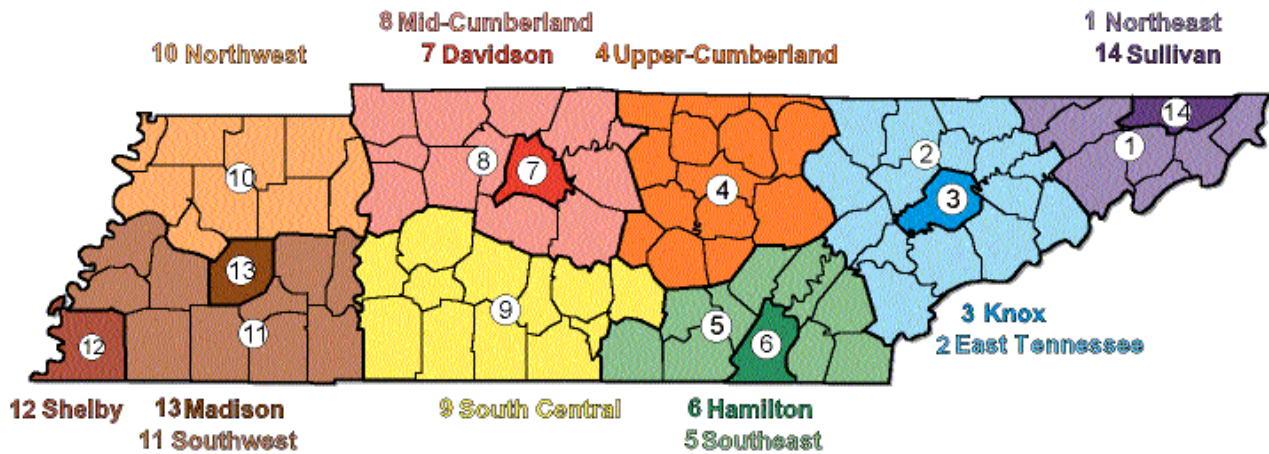 8 Mid-Cumberland
1 Northeast
10 Northwest
7 Davidson
4 Upper-Cumberland
14 Sullivan
14
1
2
8
7
10
4
3
13
9
5
11
12
6
3 Knox
2 East Tennessee
12 Shelby
13 Madison
9 South Central
6 Hamilton
11 Southwest
5 Southeast